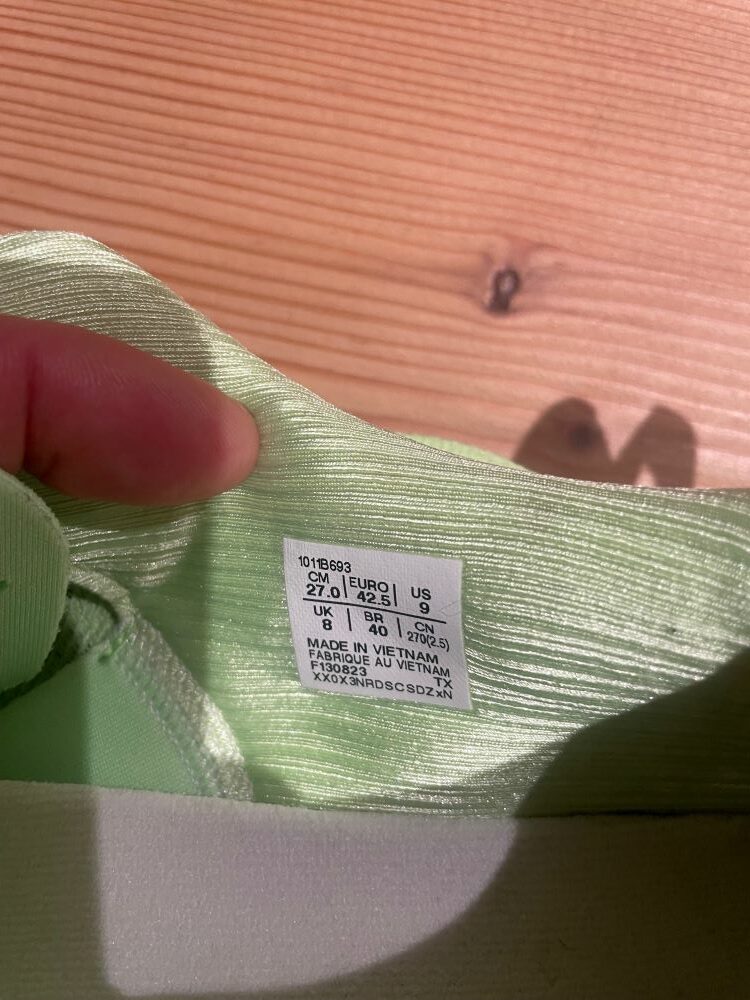 1011B693
CM EURO US
27.0 42.5 9
UK BR CN
8 40 270(2.5)
MADE IN VIETNAM
FABRIQUE AU VIETNAM
F130823 TX
XX0X3NRDSCSDZxN